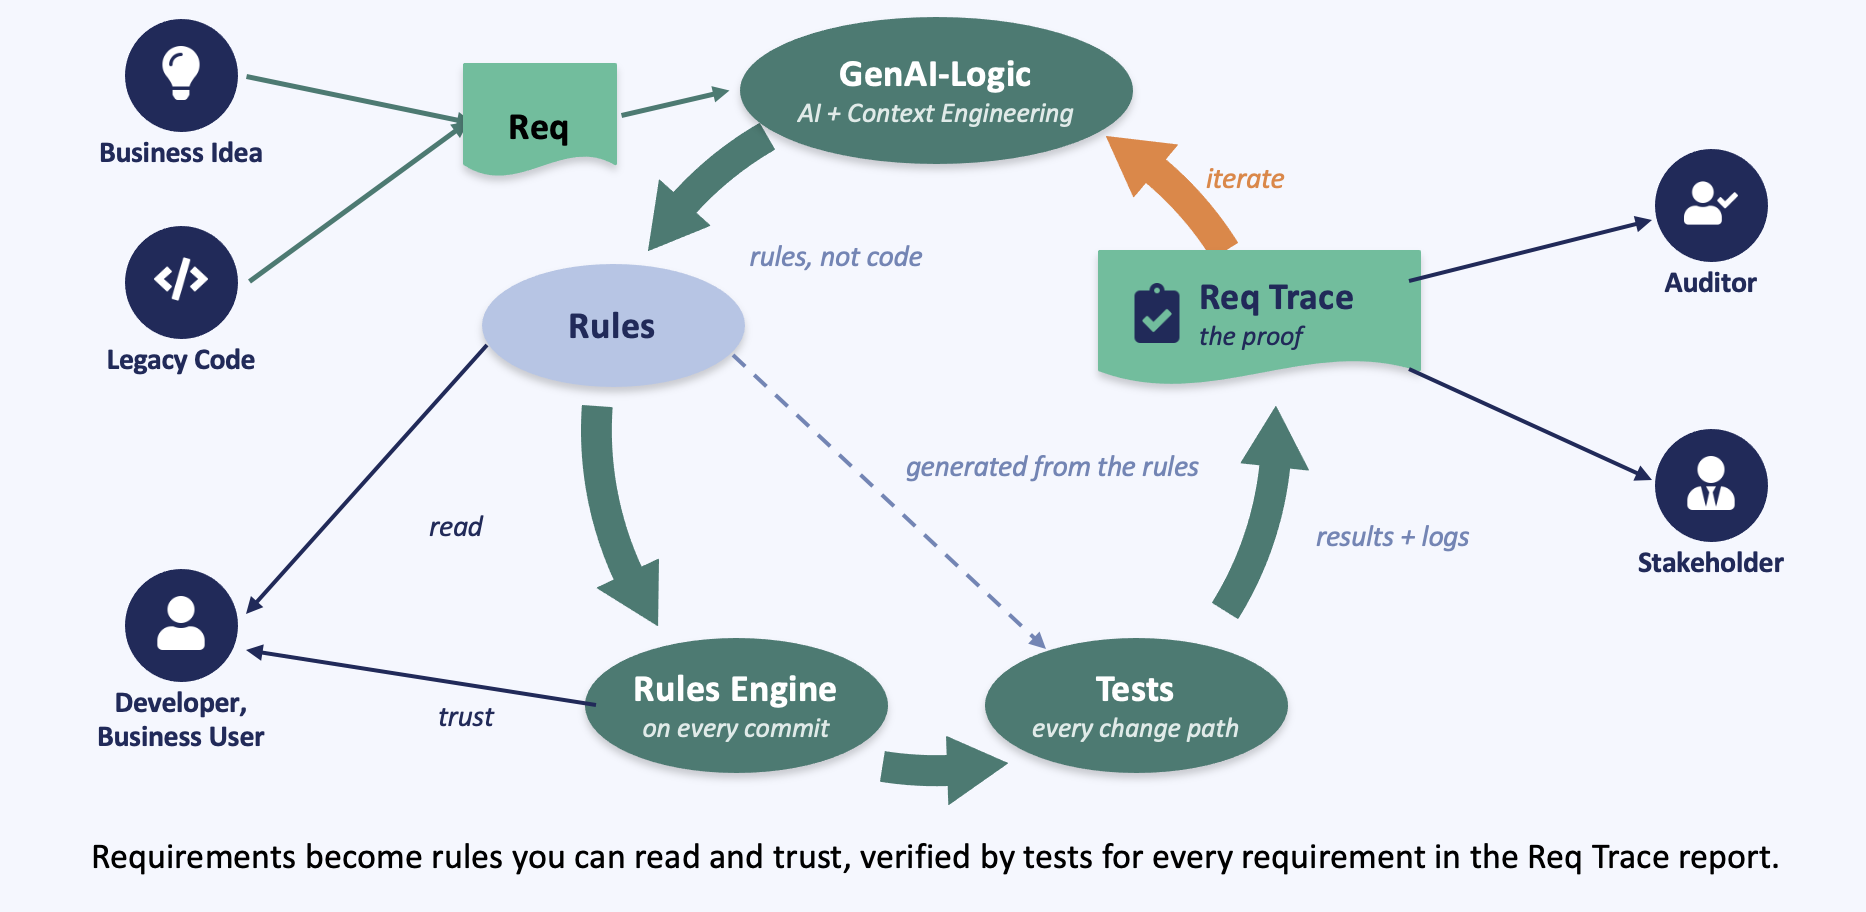 Business Idea
Req
GenAI-Logic
AI + Context Engineering
iterate
Auditor
Legacy Code
rules, not code
Rules
Req Trace
the proof
generated from the rules
read
results + logs
Stakeholder
Developer,
Business User
trust
Rules Engine
on every commit
Tests
every change path
Requirements become rules you can read and trust, verified by tests for every requirement in the Req Trace report.